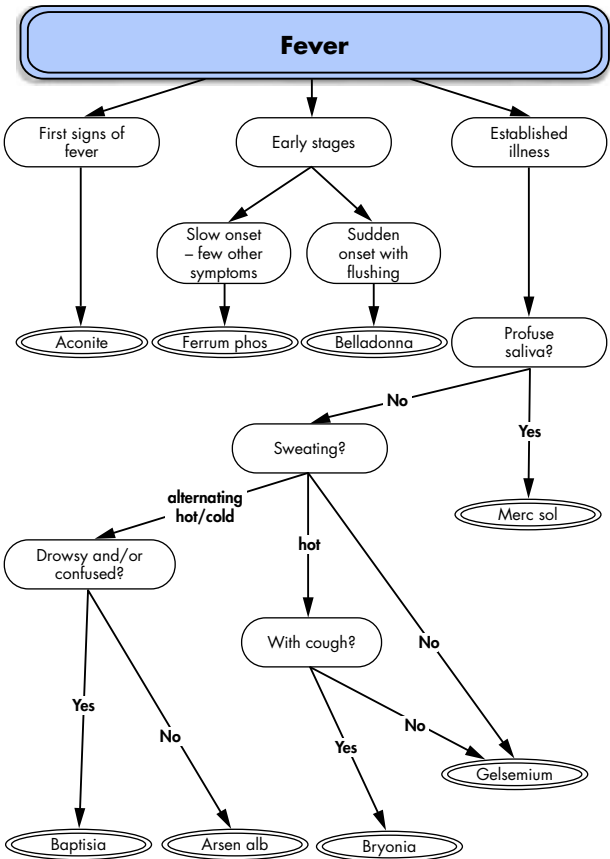 Fever
First signs of
fever
Early stages
Established
illness
Slow onset
– few other
symptoms
Sudden
onset with
flushing
Aconite
Ferrum phos
Belladonna
Profuse
saliva?
No
Yes
Sweating?
Merc sol
alternating
hot/cold
hot
No
Drowsy and/or
confused?
With cough?
Yes
No
Yes
No
Gelsemium
Baptisia
Arsen alb
Bryonia